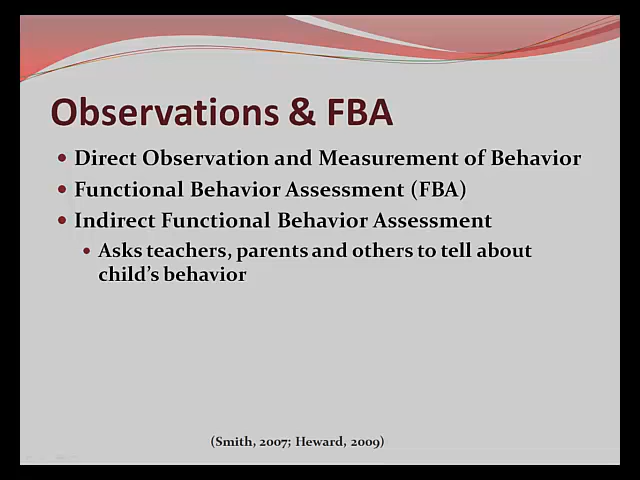 Observations & FBA
• Direct Observation and Measurement of Behavior
• Functional Behavior Assessment (FBA)
• Indirect Functional Behavior Assessment
• Asks teachers, parents and others to tell about
child's behavior
(Smith, 2007; Heward, 2009)